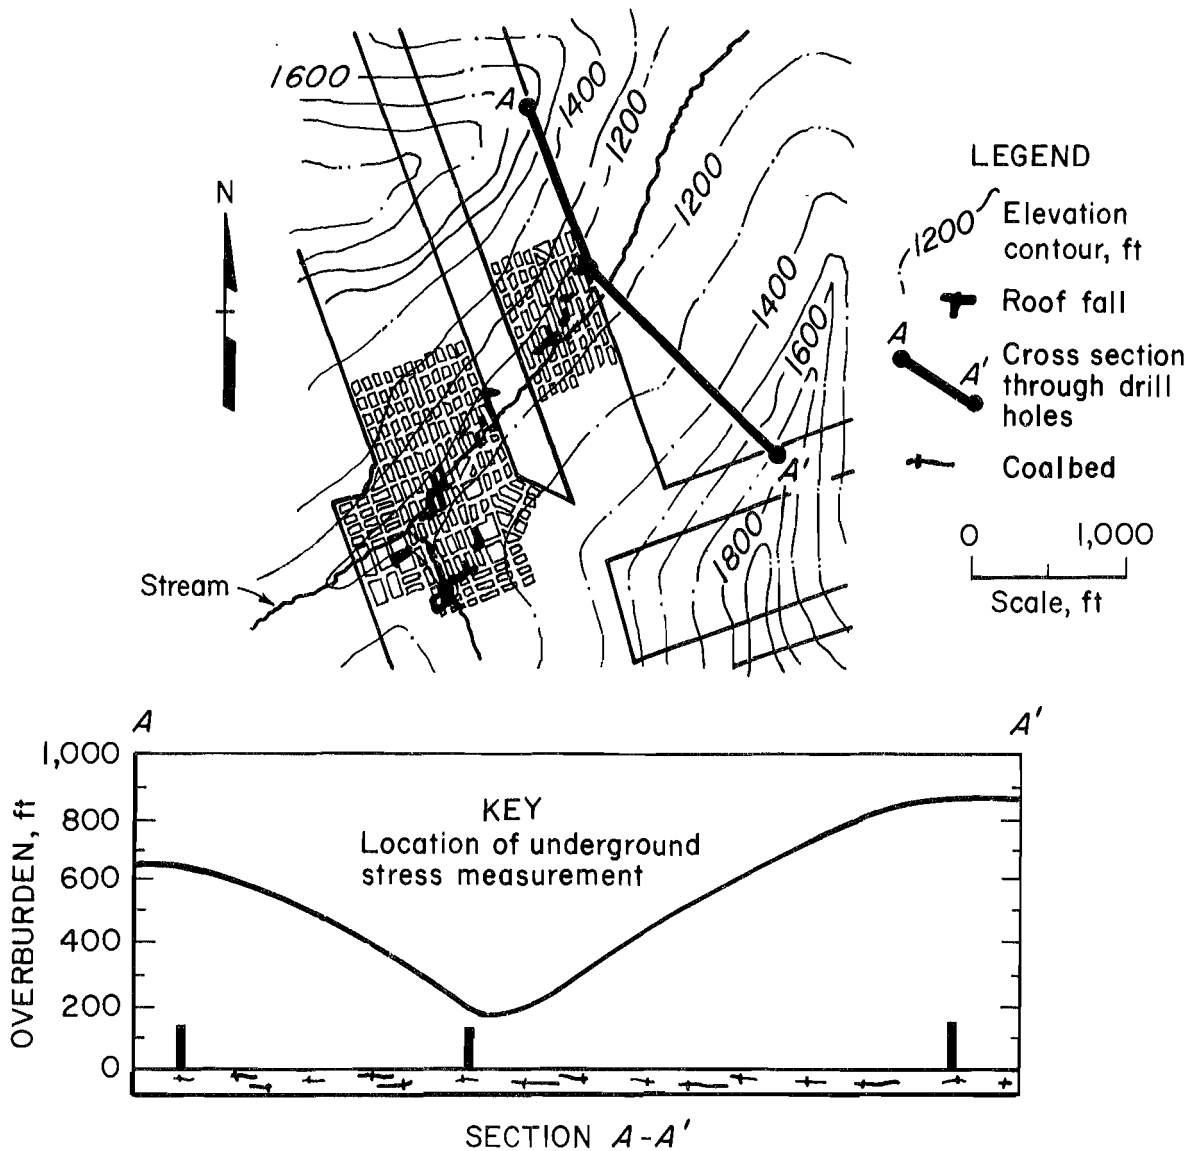 1600
A
1400
1200
1200
N
1400
1600
A'
1800
Stream
LEGEND
1200
Elevation
contour, ft
Roof fall
A
A'
Cross section
through drill
holes
Coalbed
0 1,000
Scale, ft
A A'
1,000
800
600
400
200
0
OVERBURDEN, ft
KEY
Location of underground
stress measurement
SECTION A-A'